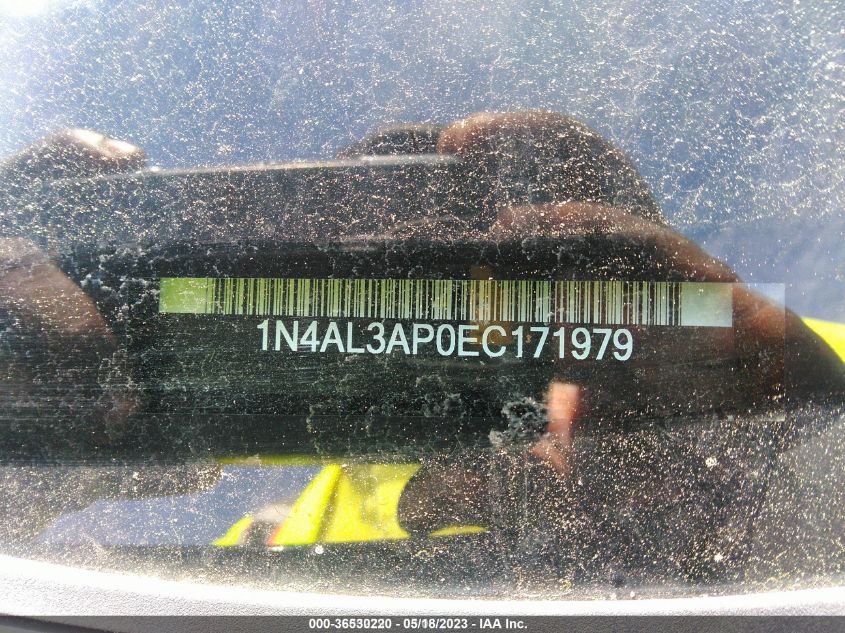 1N4AL3AP0EC171979
000-36530220 - 05/18/2023 - IAA Inc.